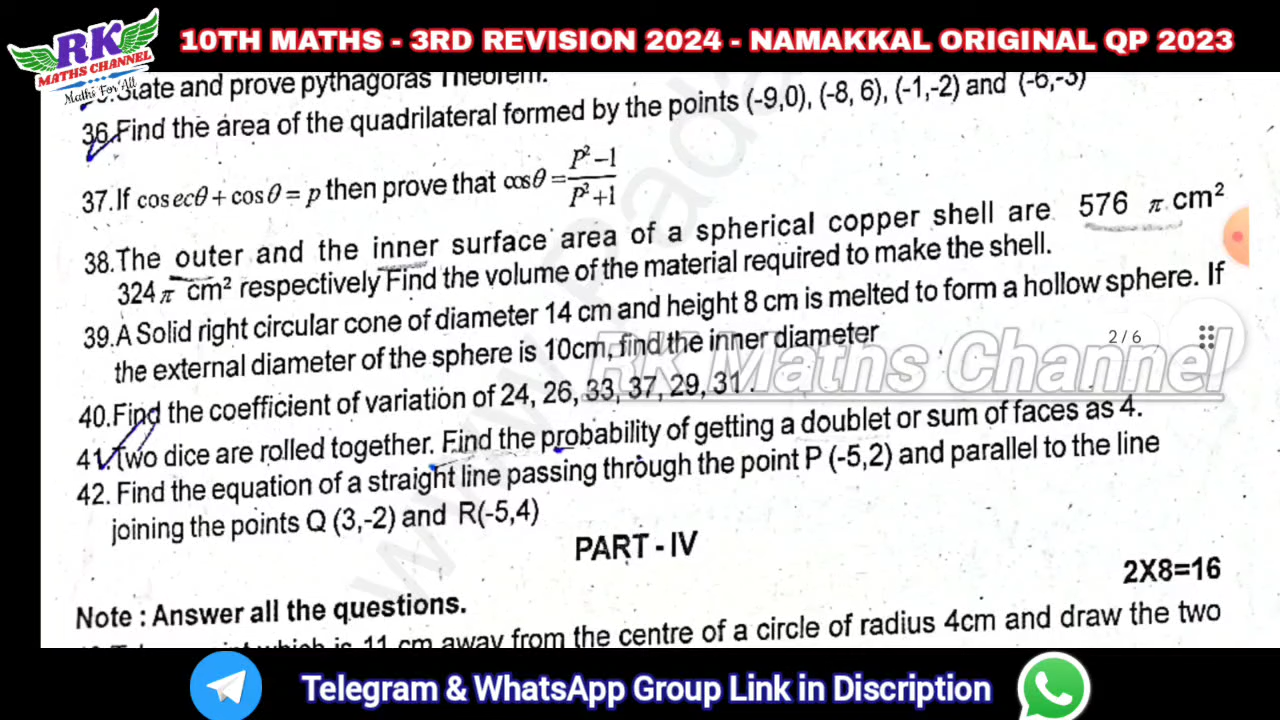 RK
MATHS CHANNEL
Maths For All
10TH MATHS - 3RD REVISION 2024 - NAMAKKAL ORIGINAL QP 2023
State and prove pythagoras Theorem.
36.Find the area of the quadrilateral formed by the points (-9,0), (-8, 6), (-1,-2) and (-6,-3)
37.If cosecθ + cosθ = p then prove that cosθ = P²-1/P²+1
38.The outer and the inner surface area of a spherical copper shell are 576 π cm²
324 π cm² respectively Find the volume of the material required to make the shell.
39.A Solid right circular cone of diameter 14 cm and height 8 cm is melted to form a hollow sphere. If
the external diameter of the sphere is 10cm, find the inner diameter
2/6
RK Maths Channel
40.Find the coefficient of variation of 24, 26, 33, 37, 29, 31.
41.Two dice are rolled together. Find the probability of getting a doublet or sum of faces as 4.
42. Find the equation of a straight line passing through the point P (-5,2) and parallel to the line
joining the points Q (3,-2) and R(-5,4)
PART - IV
2X8=16
Note : Answer all the questions.
which is 11 cm away from the centre of a circle of radius 4cm and draw the two
Telegram & WhatsApp Group Link in Discription